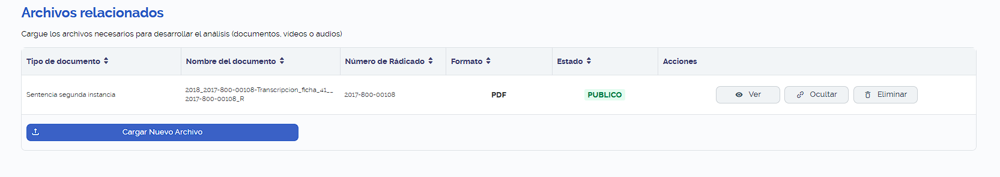 Archivos relacionados
Cargue los archivos necesarios para desarrollar el análisis (documentos, videos o audios)
Tipo de documento Nombre del documento Número de Rádicado Formato Estado Acciones
Sentencia segunda instancia
2018_2017-800-00108-Transcripcion_ficha_41__
2017-800-00108_R
2017-800-00108
PDF
PUBLICO
Ver Ocultar Eliminar
Cargar Nuevo Archivo